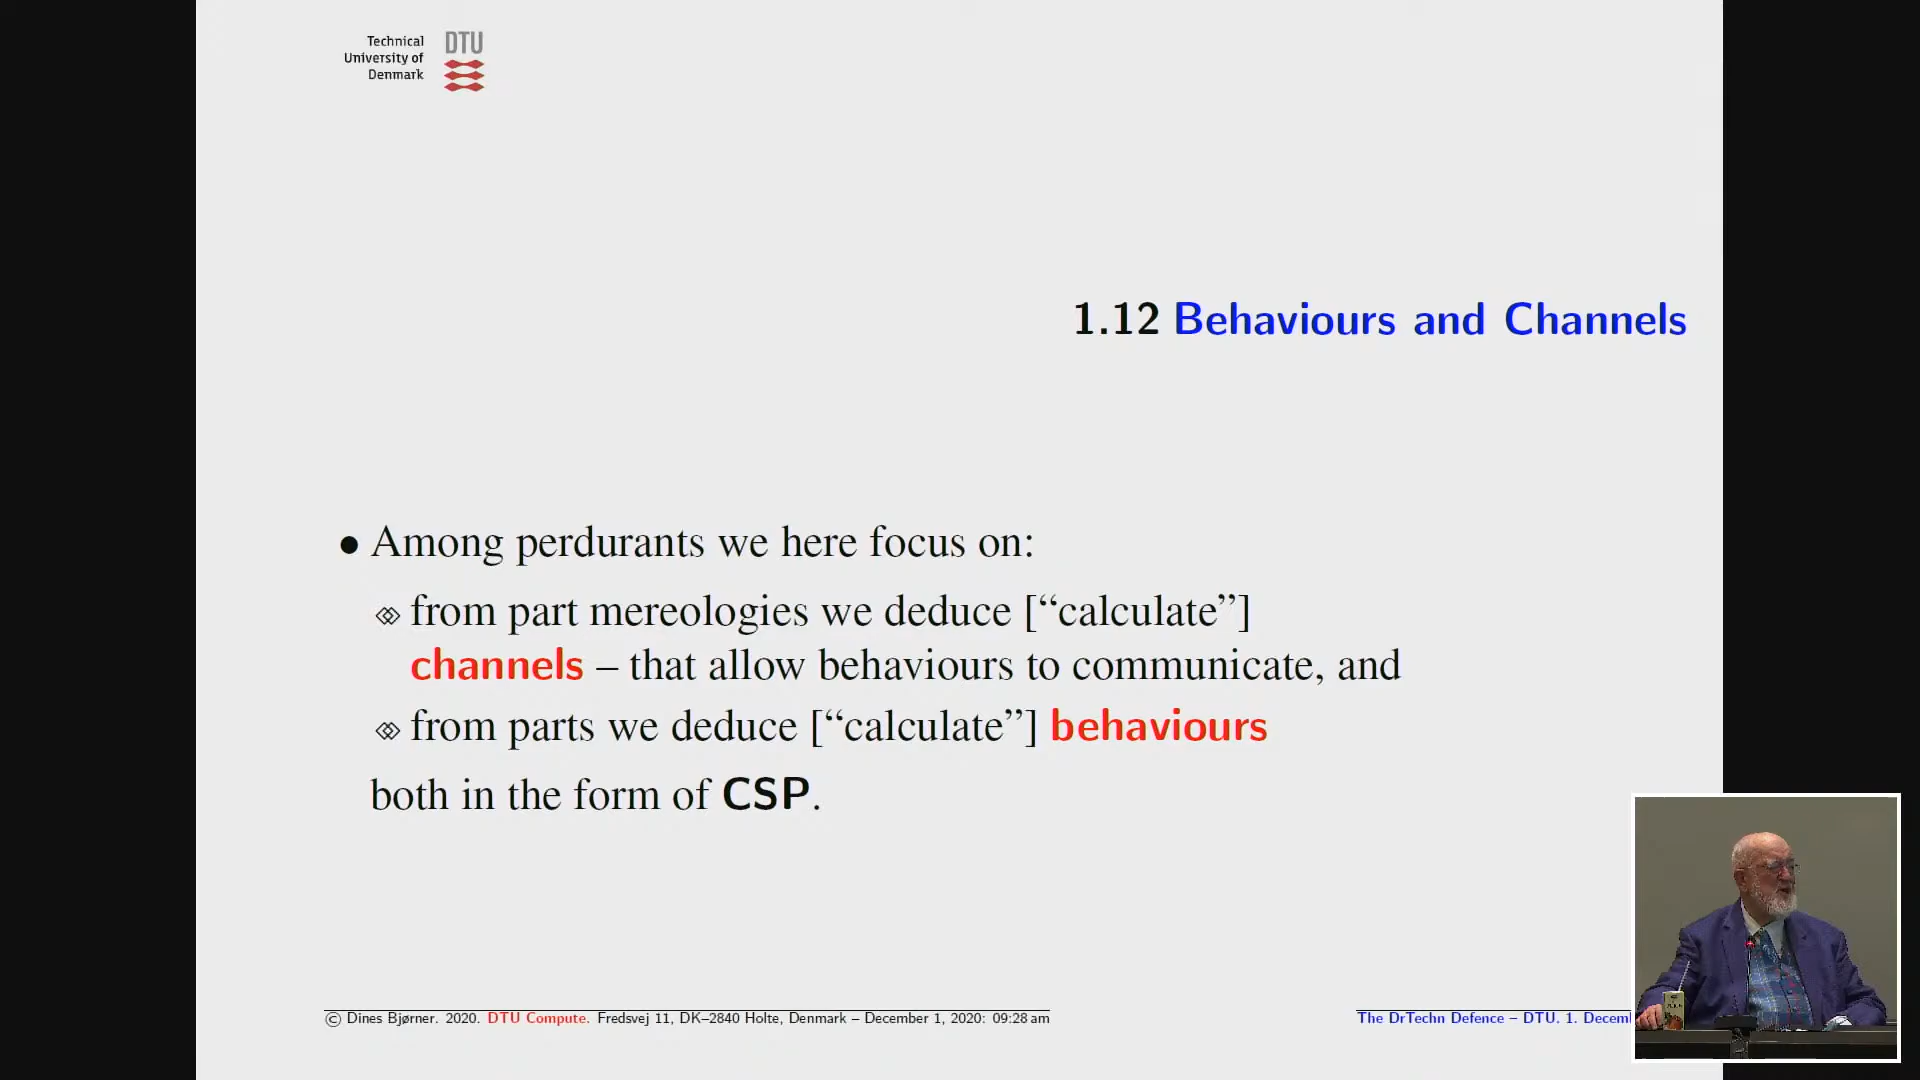 Technical
University of
Denmark
DTU
1.12 Behaviours and Channels
• Among perdurants we here focus on:
from part mereologies we deduce [“calculate”]
channels – that allow behaviours to communicate, and
from parts we deduce [“calculate”] behaviours
both in the form of CSP.
© Dines Bjørner. 2020. DTU Compute. Fredsvej 11, DK–2840 Holte, Denmark – December 1, 2020: 09:28 am
The DrTechn Defence – DTU. 1. Decem